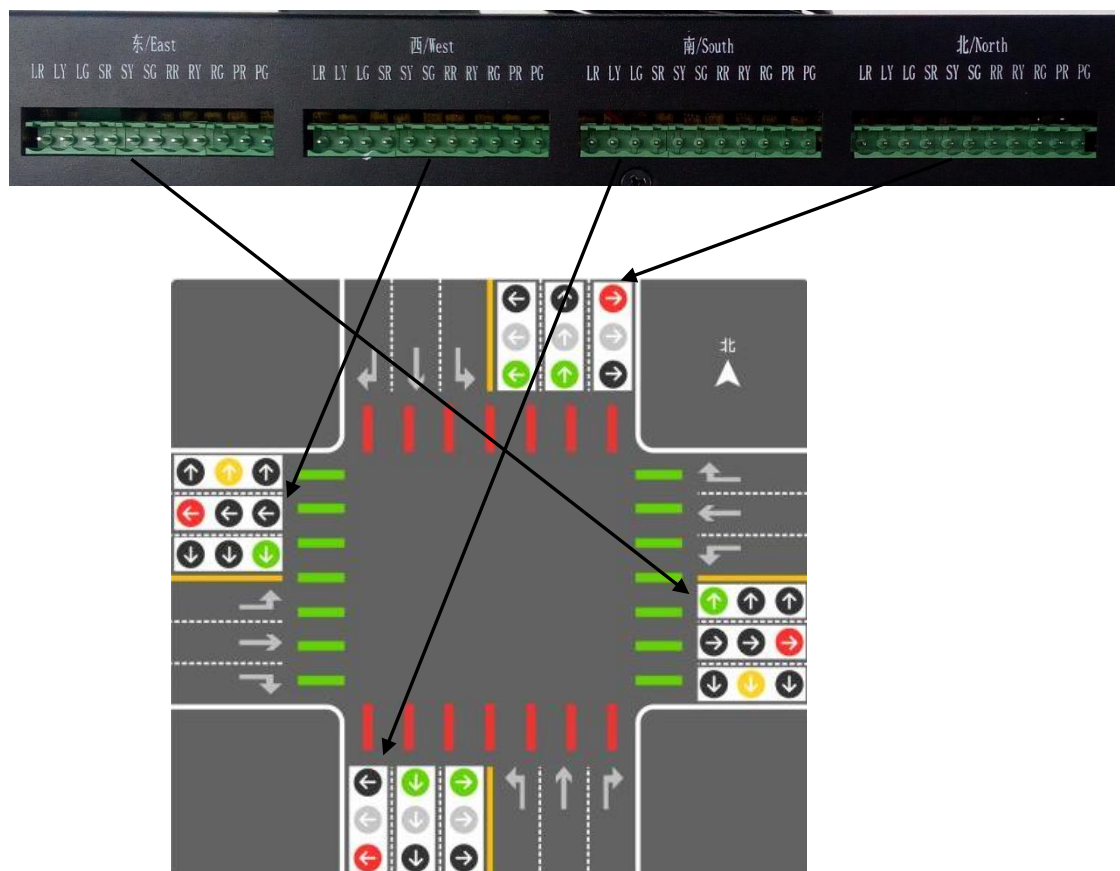 东/East
LR LY LG SR SY SG RR RY RG PR PG
西/West
LR LY LG SR SY SG RR RY RG PR PG
南/South
LR LY LG SR SY SG RR RY RG PR PG
北/North
LR LY LG SR SY SG RR RY RG PR PG
北